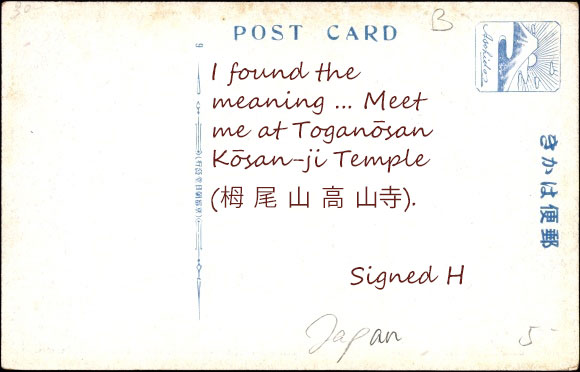 B
POST CARD
I found the
meaning ... Meet
me at Toganōsan
Kōsan-ji Temple
(栂 尾 山 高 山寺).
Signed H
きかは便郵
Japan
5-